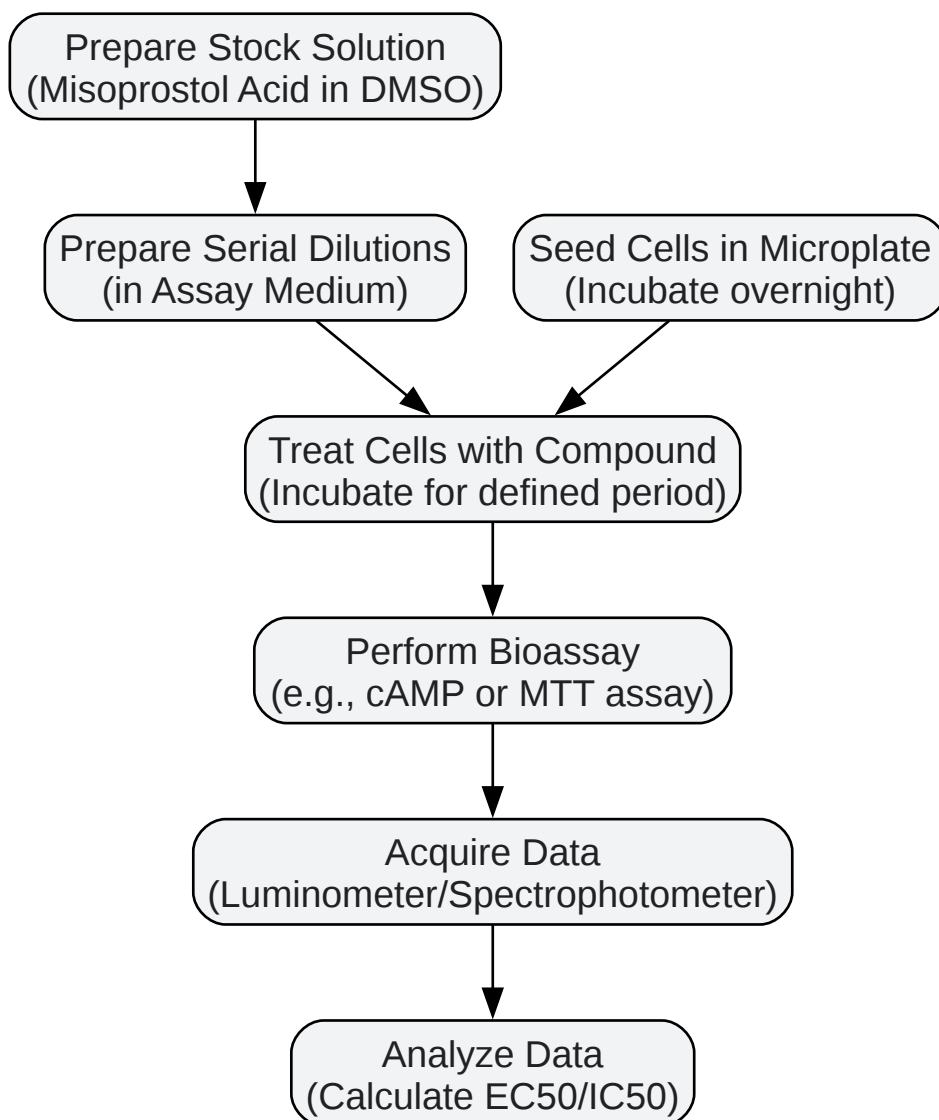 Prepare Stock Solution
(Misoprostol Acid in DMSO)
Prepare Serial Dilutions
(in Assay Medium)
Seed Cells in Microplate
(Incubate overnight)
Treat Cells with Compound
(Incubate for defined period)
Perform Bioassay
(e.g., cAMP or MTT assay)
Acquire Data
(Luminometer/Spectrophotometer)
Analyze Data
(Calculate EC50/IC50)